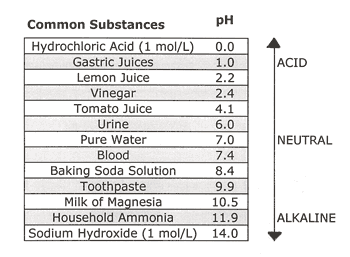 Common Substances pH
Hydrochloric Acid (1 mol/L) 0.0
Gastric Juices 1.0 ACID
Lemon Juice 2.2
Vinegar 2.4
Tomato Juice 4.1
Urine 6.0
Pure Water 7.0 NEUTRAL
Blood 7.4
Baking Soda Solution 8.4
Toothpaste 9.9
Milk of Magnesia 10.5
Household Ammonia 11.9 ALKALINE
Sodium Hydroxide (1 mol/L) 14.0